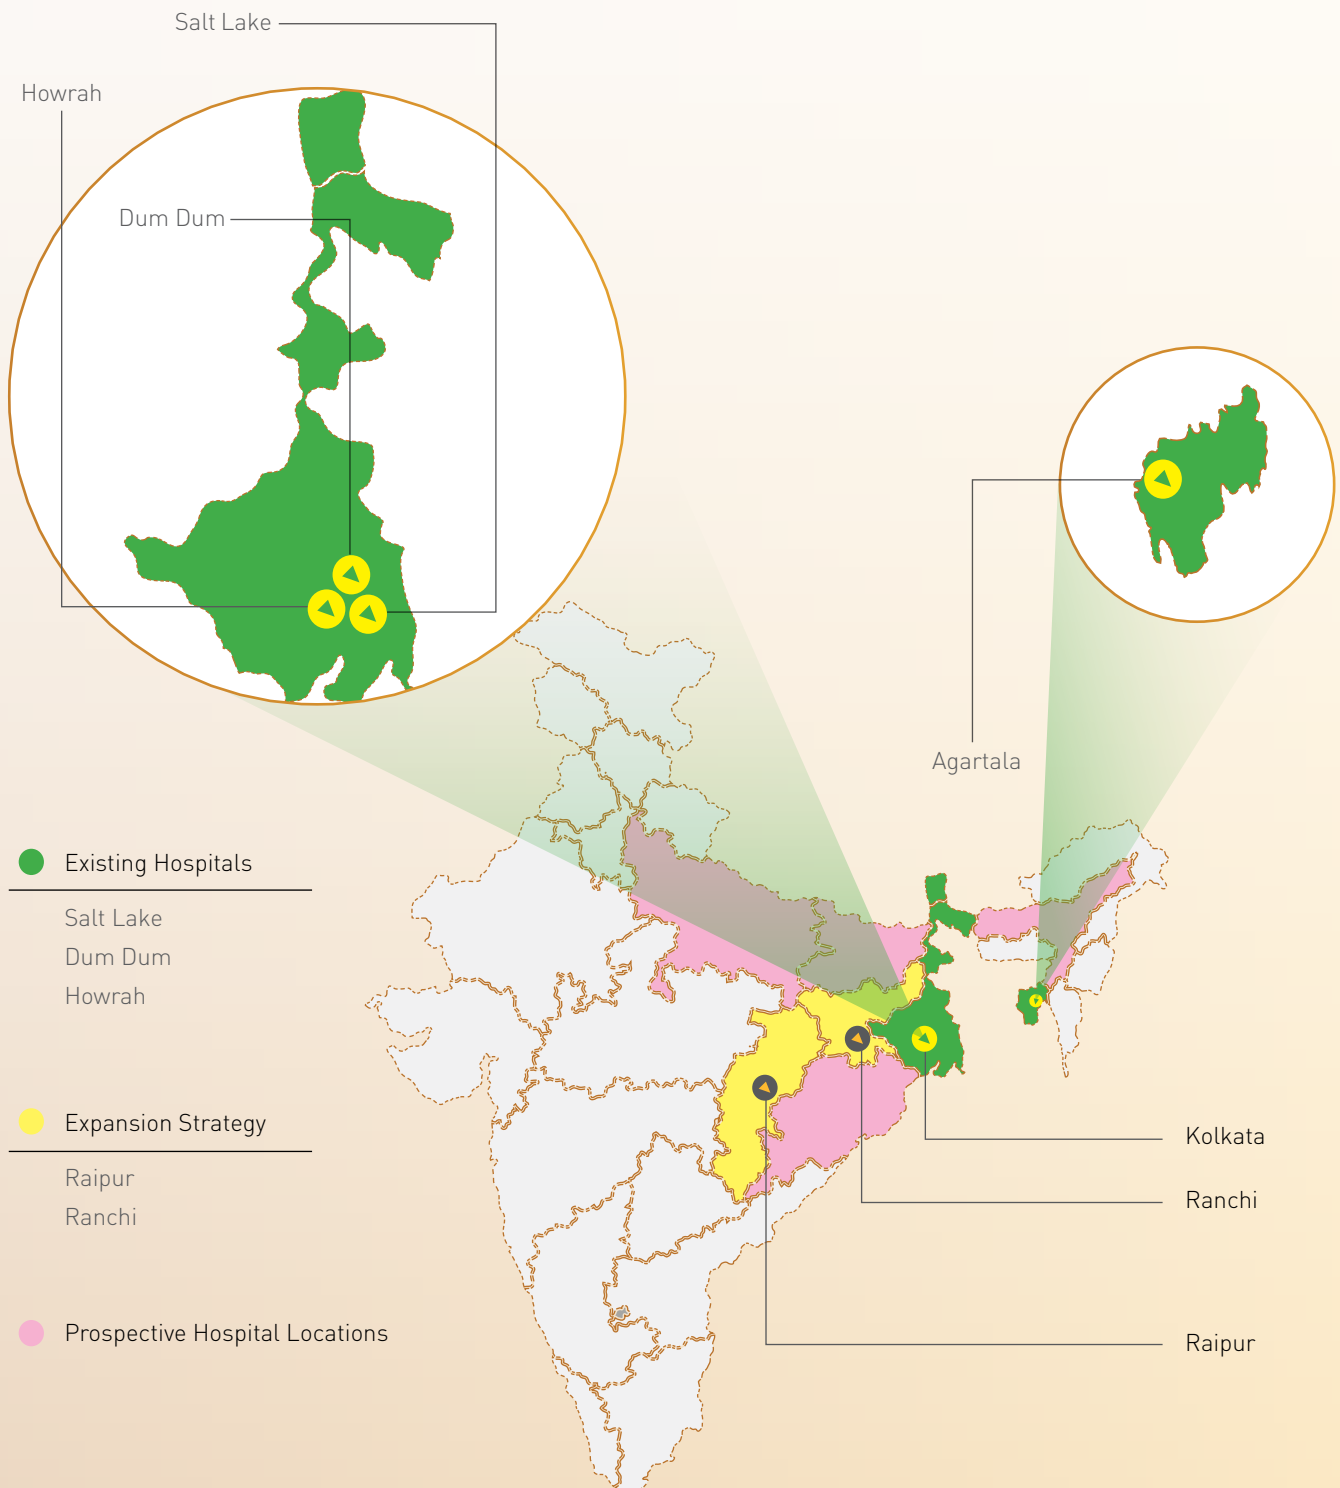 Salt Lake
Howrah
Dum Dum
Agartala
Existing Hospitals
Salt Lake
Dum Dum
Howrah
Expansion Strategy
Raipur
Ranchi
Prospective Hospital Locations
Kolkata
Ranchi
Raipur